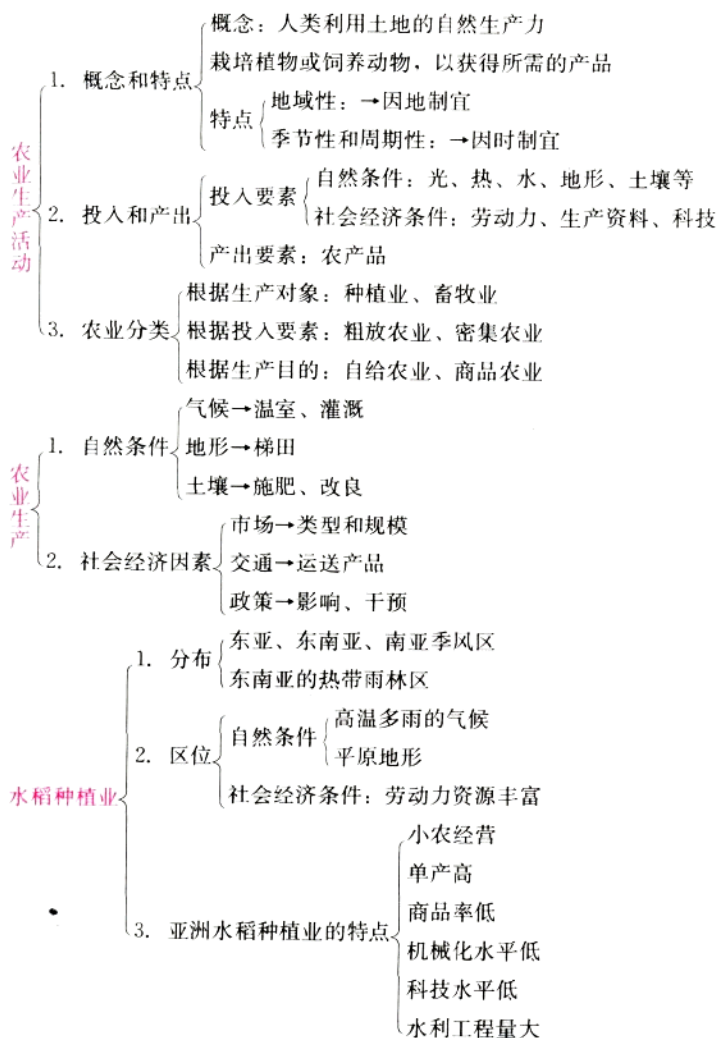 农业生产活动
1. 概念和特点
概念：人类利用土地的自然生产力
栽培植物或饲养动物，以获得所需的产品
特点
地域性：→因地制宜
季节性和周期性：→因时制宜
2. 投入和产出
投入要素
自然条件：光、热、水、地形、土壤等
社会经济条件：劳动力、生产资料、科技
产出要素：农产品
3. 农业分类
根据生产对象：种植业、畜牧业
根据投入要素：粗放农业、密集农业
根据生产目的：自给农业、商品农业
农业生产
1. 自然条件
气候→温室、灌溉
地形→梯田
土壤→施肥、改良
2. 社会经济因素
市场→类型和规模
交通→运送产品
政策→影响、干预
水稻种植业
1. 分布
东亚、东南亚、南亚季风区
东南亚的热带雨林区
2. 区位
自然条件
高温多雨的气候
平原地形
社会经济条件：劳动力资源丰富
3. 亚洲水稻种植业的特点
小农经营
单产高
商品率低
机械化水平低
科技水平低
水利工程量大